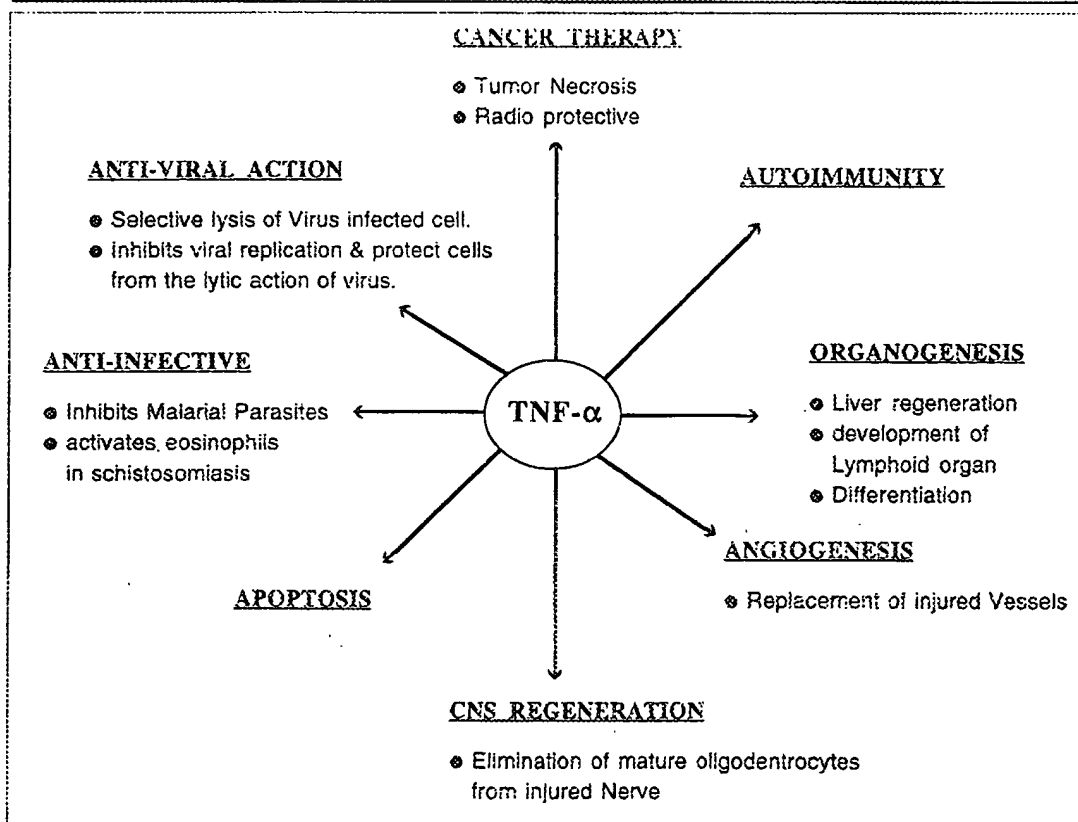 CANCER THERAPY
● Tumor Necrosis
● Radio protective
ANTI-VIRAL ACTION
● Selective lysis of Virus infected cell.
● Inhibits viral replication & protect cells
from the lytic action of virus.
AUTOIMMUNITY
ANTI-INFECTIVE
● Inhibits Malarial Parasites
● activates eosinophils
in schistosomiasis
TNF-α
ORGANOGENESIS
● Liver regeneration
● development of
Lymphoid organ
● Differentiation
ANGIOGENESIS
● Replacement of injured Vessels
APOPTOSIS
CNS REGENERATION
● Elimination of mature oligodentrocytes
from injured Nerve